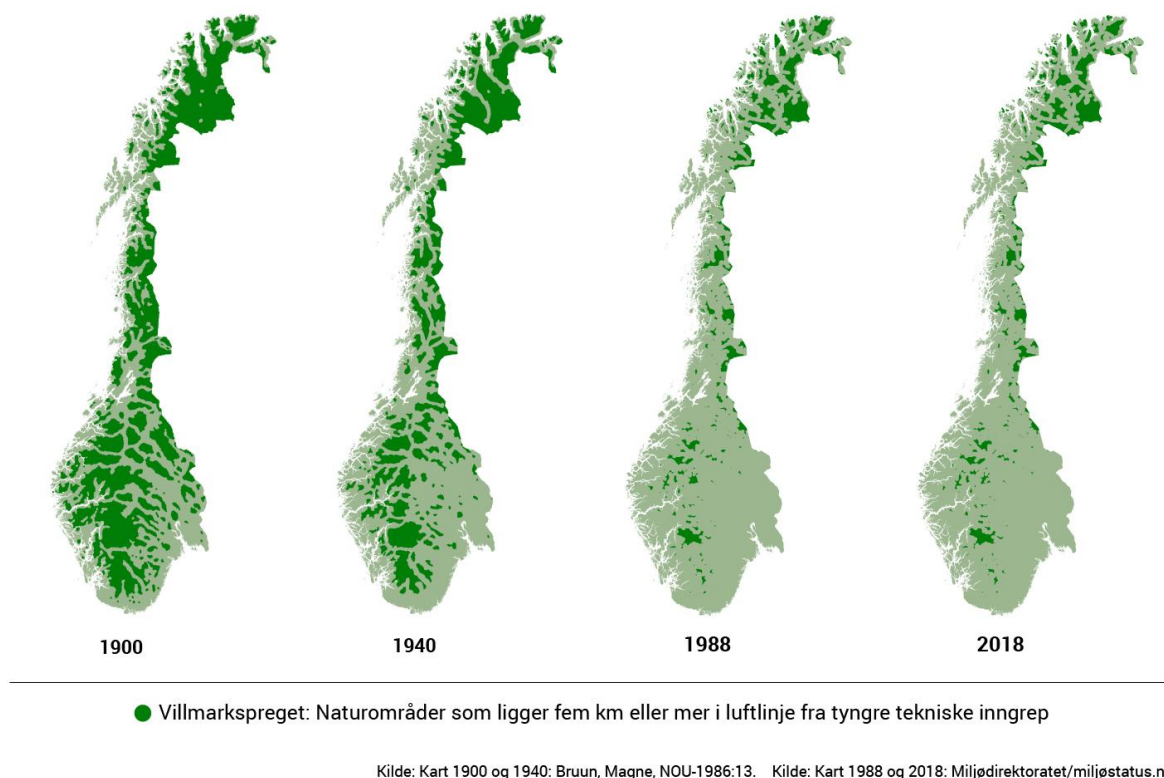 1900
1940
1988
2018
Villmarkspreget: Naturområder som ligger fem km eller mer i luftlinje fra tyngre tekniske inngrep
Kilde: Kart 1900 og 1940: Bruun, Magne, NOU-1986:13. Kilde: Kart 1988 og 2018: Miljødirektoratet/miljøstatus.n